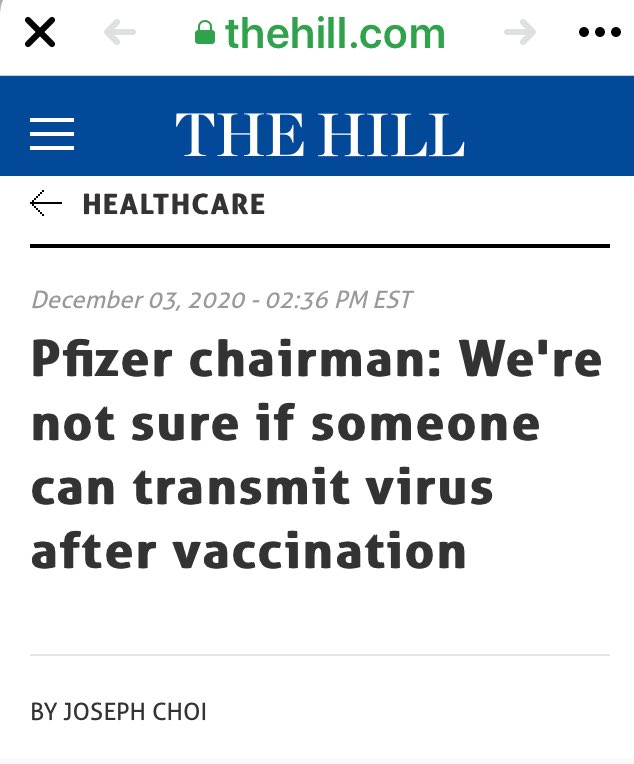 thehill.com
THE HILL
HEALTHCARE
December 03, 2020 - 02:36 PM EST
Pfizer chairman: We're
not sure if someone
can transmit virus
after vaccination
BY JOSEPH CHOI